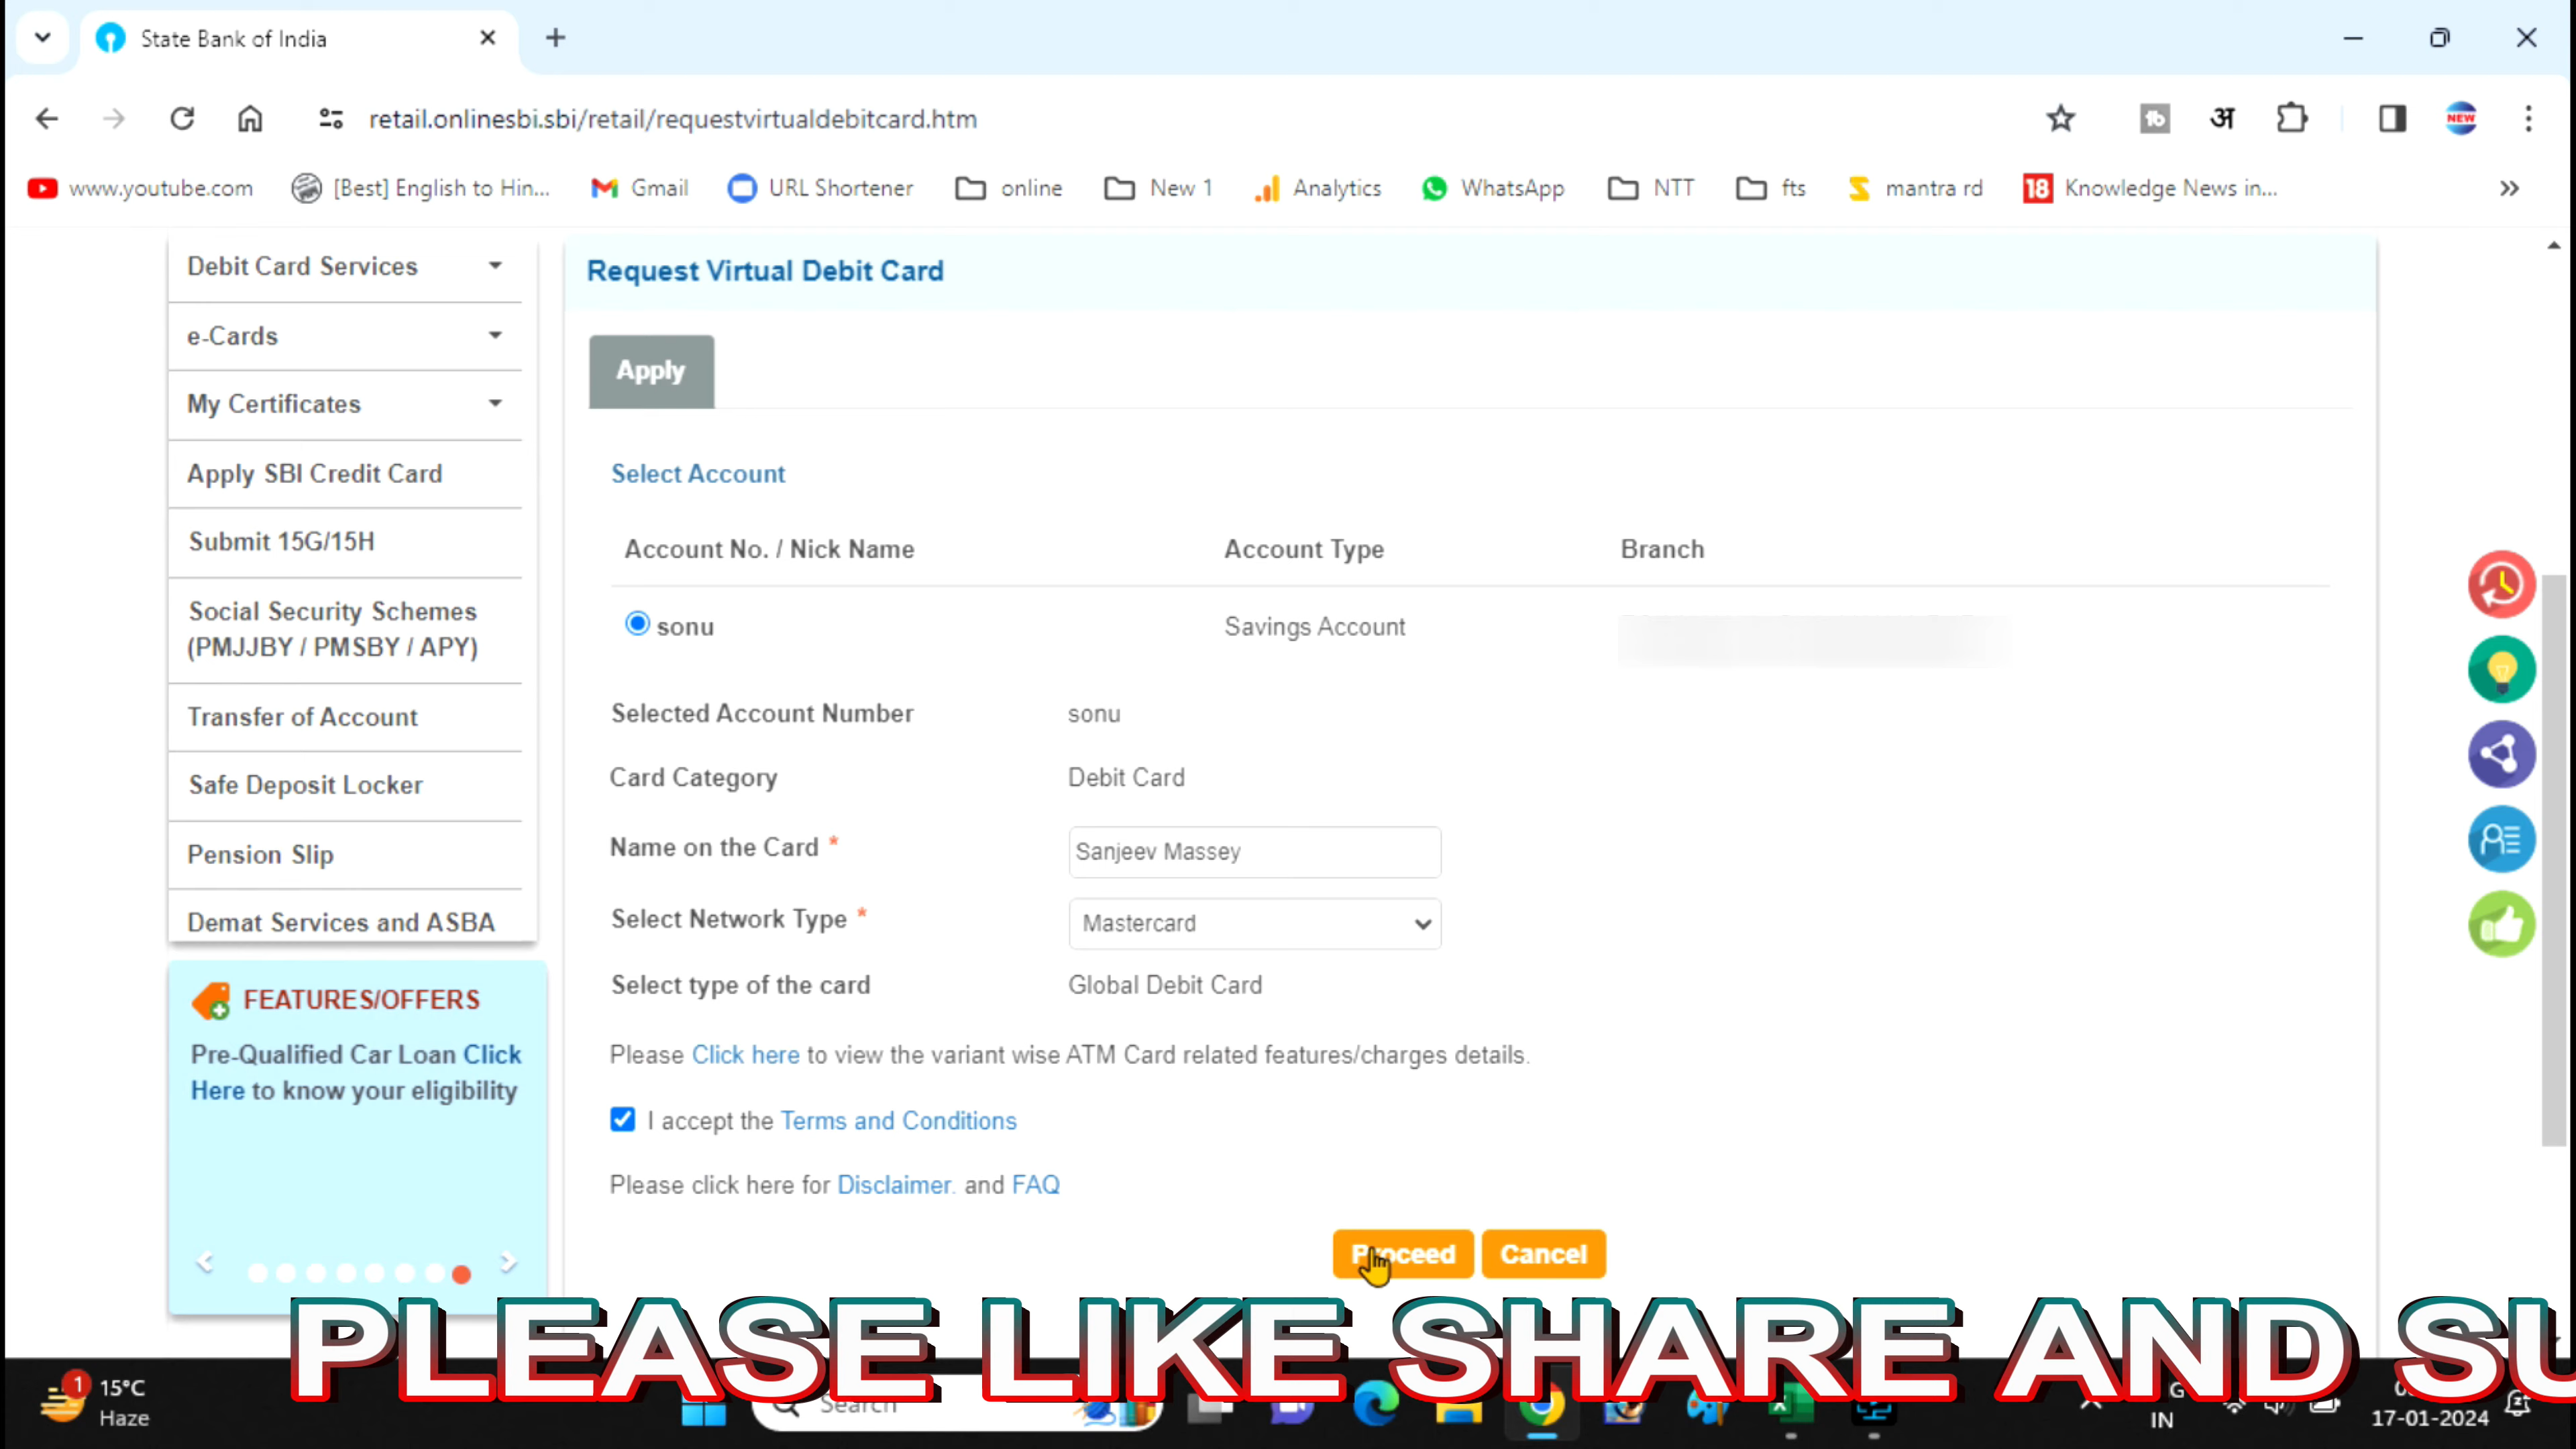 State Bank of India
retail.onlinesbi.sbi/retail/requestvirtualdebitcard.htm
अ
NEW
www.youtube.com
[Best] English to Hin...
Gmail
URL Shortener
online
New 1
Analytics
WhatsApp
NTT
fts
mantra rd
18
Knowledge News in...
Debit Card Services
e-Cards
My Certificates
Apply SBI Credit Card
Submit 15G/15H
Social Security Schemes
(PMJJBY / PMSBY / APY)
Transfer of Account
Safe Deposit Locker
Pension Slip
Demat Services and ASBA
FEATURES/OFFERS
Pre-Qualified Car Loan Click
Here to know your eligibility
Request Virtual Debit Card
Apply
Select Account
Account No. / Nick Name Account Type Branch
sonu Savings Account
Selected Account Number sonu
Card Category Debit Card
Name on the Card * Sanjeev Massey
Select Network Type * Mastercard
Select type of the card Global Debit Card
Please Click here to view the variant wise ATM Card related features/charges details.
I accept the Terms and Conditions
Please click here for Disclaimer. and FAQ
Proceed Cancel
PLEASE LIKE SHARE AND SU
1
15°C
Haze
Search
IN
17-01-2024